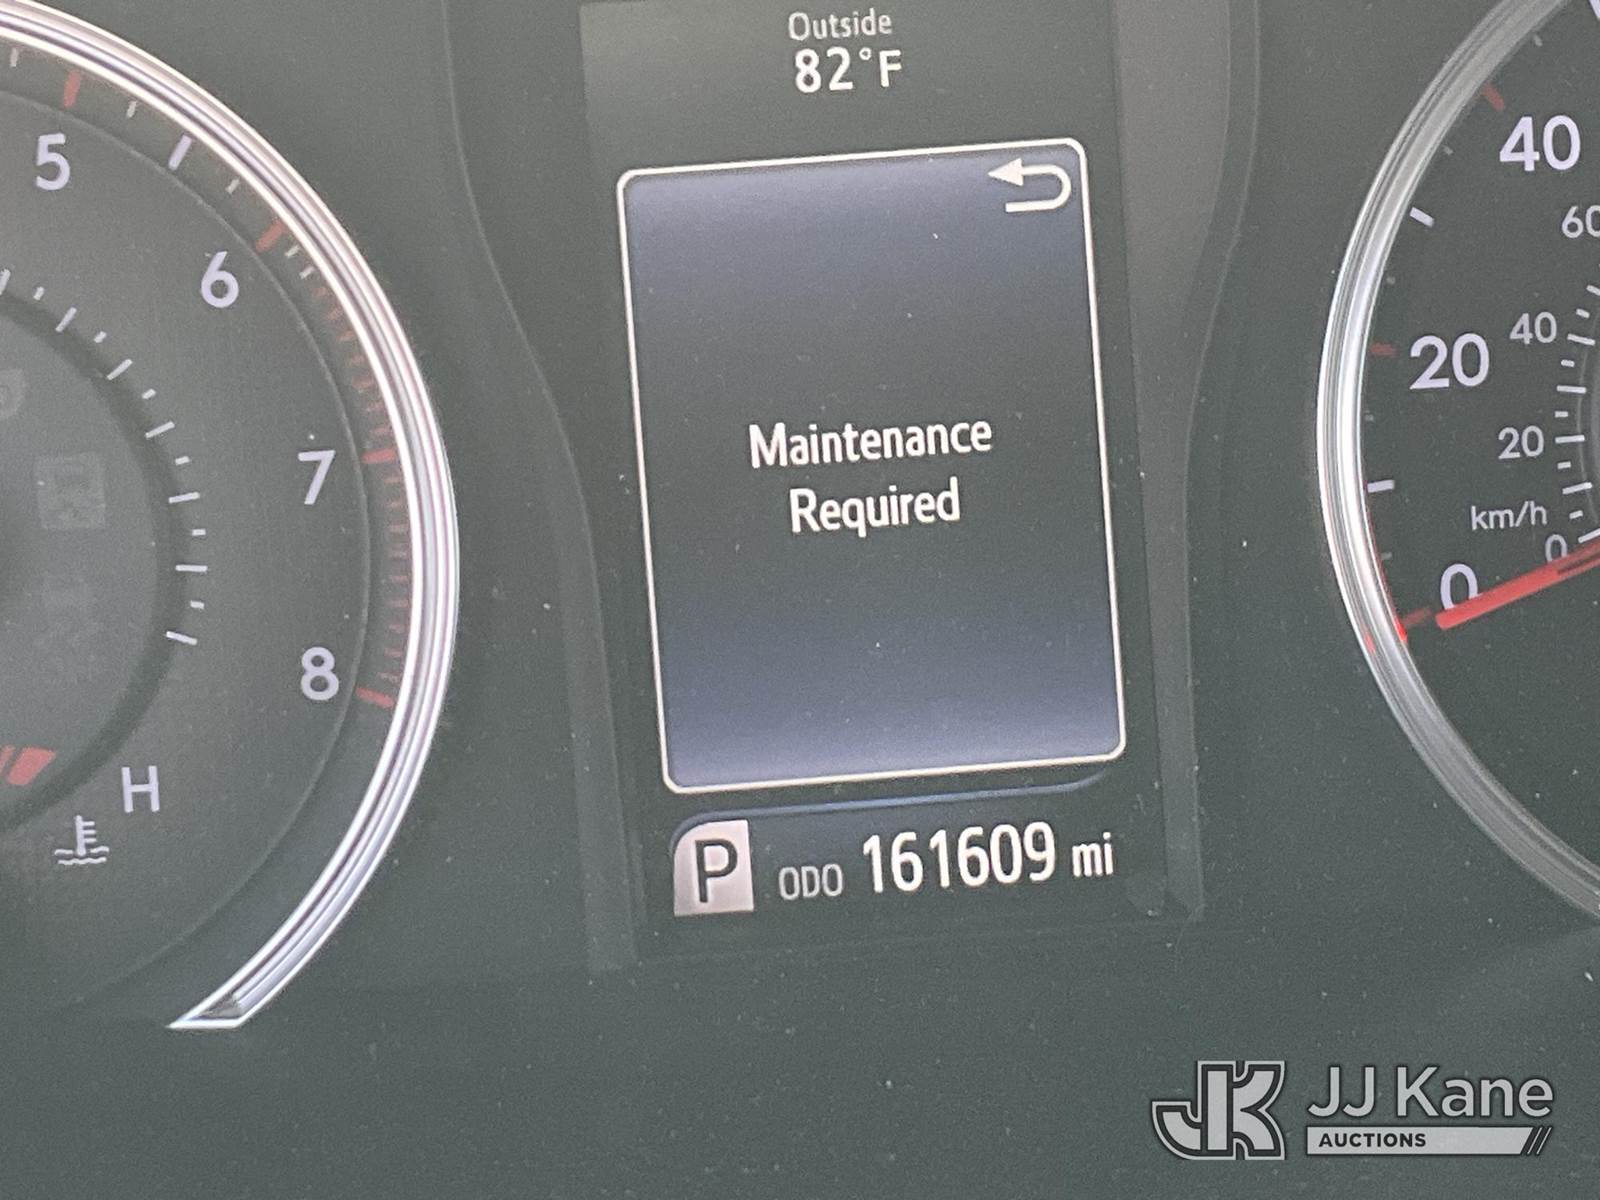 Outside
82°F
Maintenance
Required
P ODO 161609 mi
5
6
7
8
H
40
20
0
60
40
20
km/h
0
JK JJ Kane
AUCTIONS